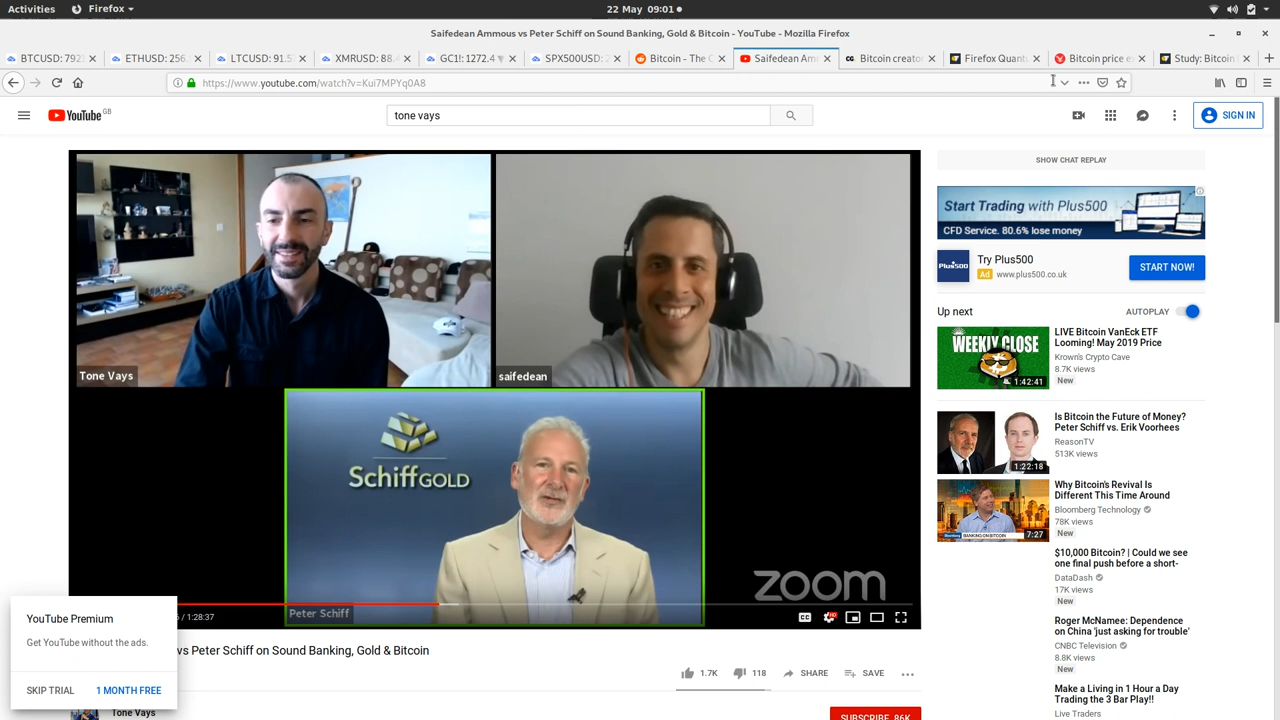 Activities Firefox 22 May 09:01
Saifedean Ammous vs Peter Schiff on Sound Banking, Gold & Bitcoin - YouTube - Mozilla Firefox
BTCUSD: 792 ETHUSD: 256. LTCUSD: 91.5 XMRUSD: 88.4 GC1!: 1272.4 SPX500USD: 2 Bitcoin - The C Saifedean Amm Bitcoin creato Firefox Quant Bitcoin price e Study: Bitcoin
https://www.youtube.com/watch?v=Kui7MPYq0A8
YouTube GB
tone vays
SIGN IN
Tone Vays
saifedean
SchiffGOLD
zoom
Peter Schiff
/ 1:28:37
CC
HD
YouTube Premium
Get YouTube without the ads.
SKIP TRIAL 1 MONTH FREE
vs Peter Schiff on Sound Banking, Gold & Bitcoin
1.7K 118 SHARE SAVE
Tone Vays
SUBSCRIBE 86K
SHOW CHAT REPLAY
Start Trading with Plus500
CFD Service. 80.6% lose money
Plus500
Try Plus500
Ad www.plus500.co.uk
START NOW!
Up next AUTOPLAY
WEEKLY CLOSE
1:42:41
LIVE Bitcoin VanEck ETF
Looming! May 2019 Price
Krown's Crypto Cave
8.7K views
New
1:22:18
Is Bitcoin the Future of Money?
Peter Schiff vs. Erik Voorhees
ReasonTV
513K views
BANKING ON BITCOIN
7:27
Why Bitcoin's Revival Is
Different This Time Around
Bloomberg Technology
78K views
New
$10,000 Bitcoin? | Could we see
one final push before a short-
DataDash
17K views
New
Roger McNamee: Dependence
on China 'just asking for trouble'
CNBC Television
8.8K views
New
Make a Living in 1 Hour a Day
Trading the 3 Bar Play!!
Live Traders